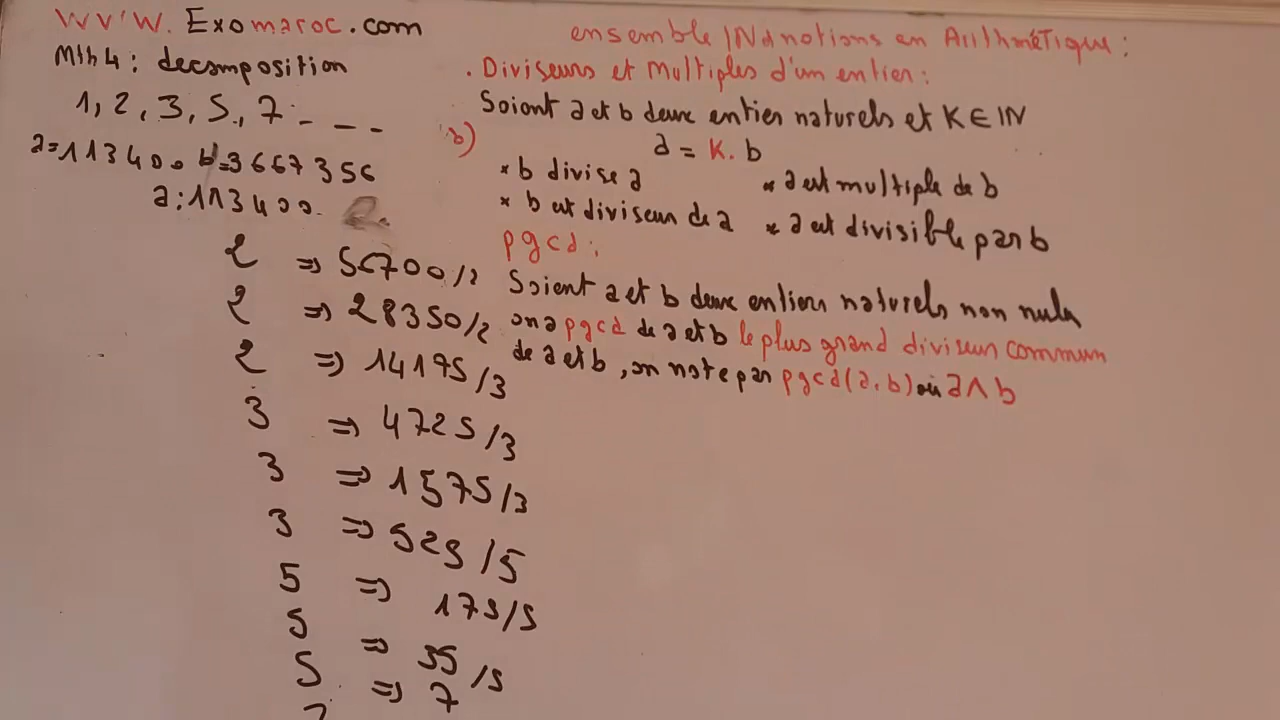 WWW. Exomaroc.com
Mth4 : decomposition
1, 2, 3, 5, 7 - - -
a=113400 b=3667356
a:113400
2 => 56700/2
2 => 28350/2
2 => 14175/3
3 => 4725/3
3 => 1575/3
3 => 525/5
5 => 175/5
5 => 35/5
5 => 7
7
ensemble IN d notions en Arithmétique :
. Diviseurs et Multiples d'un entier :
Soient a et b deux entiers naturels et K ∈ IN
b) a = K. b
* b divise a * a est multiple de b
* b est diviseur de a * a est divisible par b
pgcd :
Soient a et b deux entiers naturels non nuls
on a pgcd de a et b le plus grand diviseur commun
de a et b, on note par pgcd(a,b) où a∧b